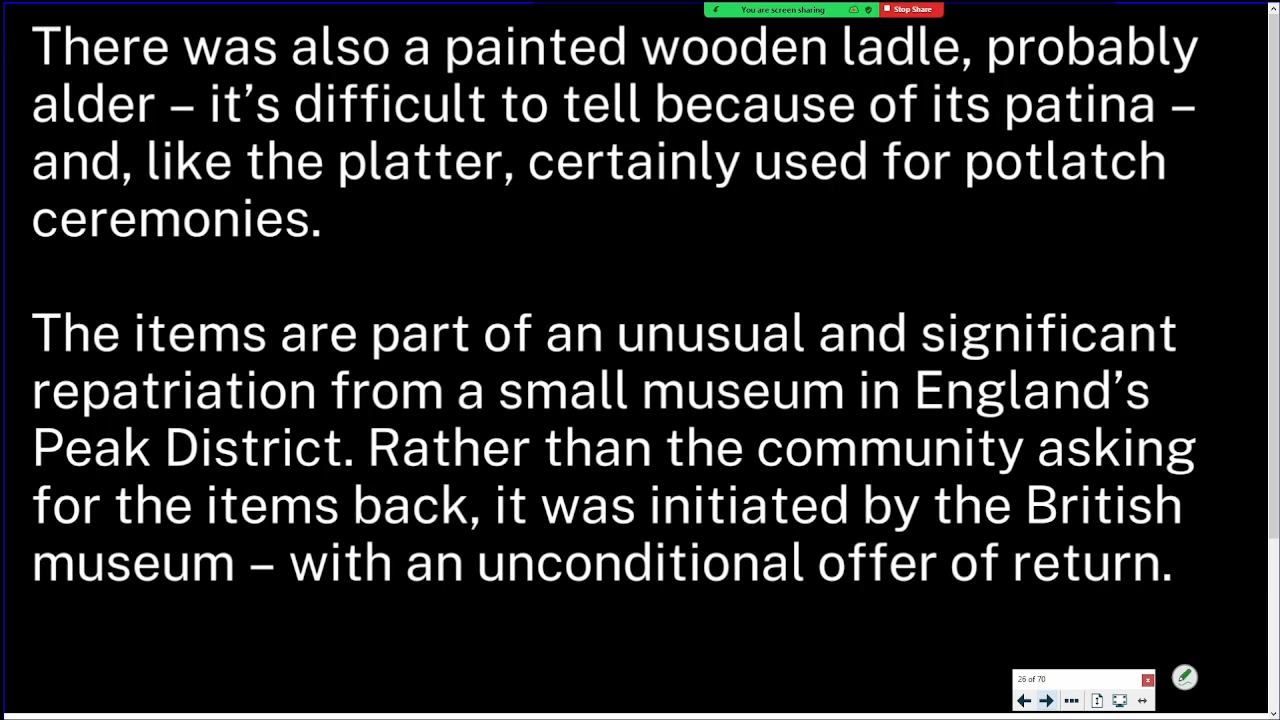 You are screen sharing
Stop Share
There was also a painted wooden ladle, probably
alder – it’s difficult to tell because of its patina –
and, like the platter, certainly used for potlatch
ceremonies.
The items are part of an unusual and significant
repatriation from a small museum in England’s
Peak District. Rather than the community asking
for the items back, it was initiated by the British
museum – with an unconditional offer of return.
26 of 70